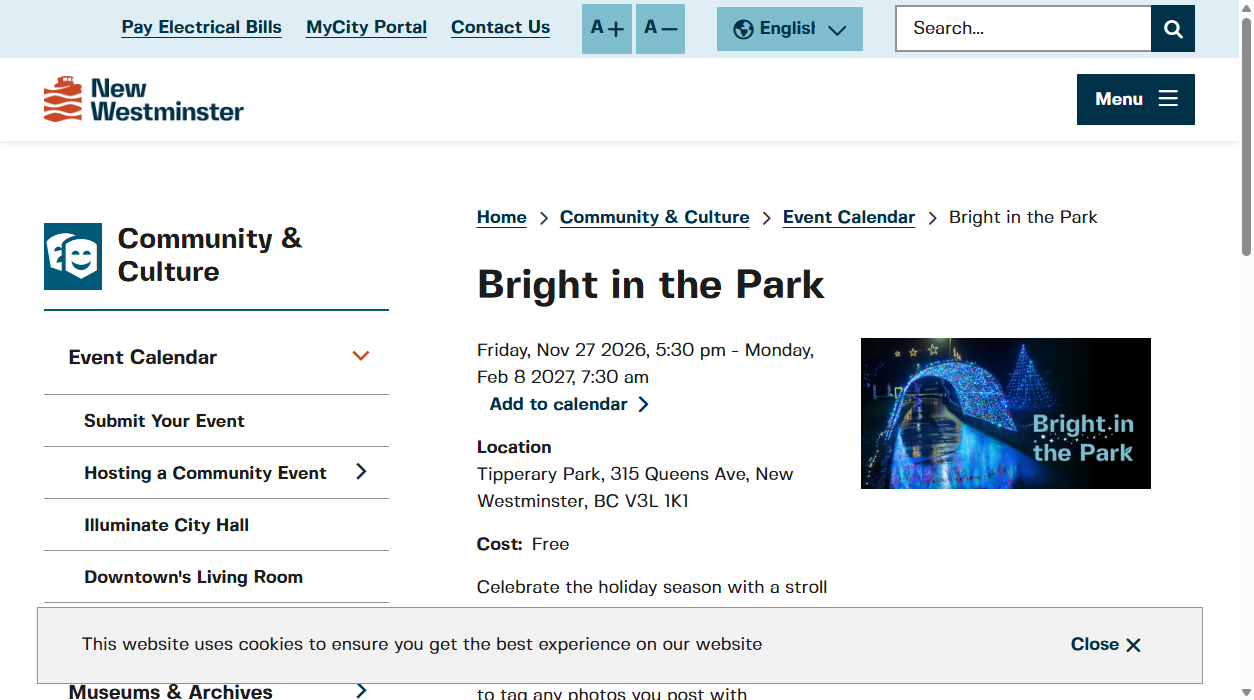 Pay Electrical Bills MyCity Portal Contact Us A+ A− English Search...
New
Westminster
Menu
Home > Community & Culture > Event Calendar > Bright in the Park
Community &
Culture
Event Calendar
Submit Your Event
Hosting a Community Event
Illuminate City Hall
Downtown's Living Room
Museums & Archives
Bright in the Park
Friday, Nov 27 2026, 5:30 pm - Monday,
Feb 8 2027, 7:30 am
Add to calendar
Location
Tipperary Park, 315 Queens Ave, New
Westminster, BC V3L 1K1
Cost: Free
Celebrate the holiday season with a stroll
to tag any photos you post with
Bright in
the Park
This website uses cookies to ensure you get the best experience on our website
Close